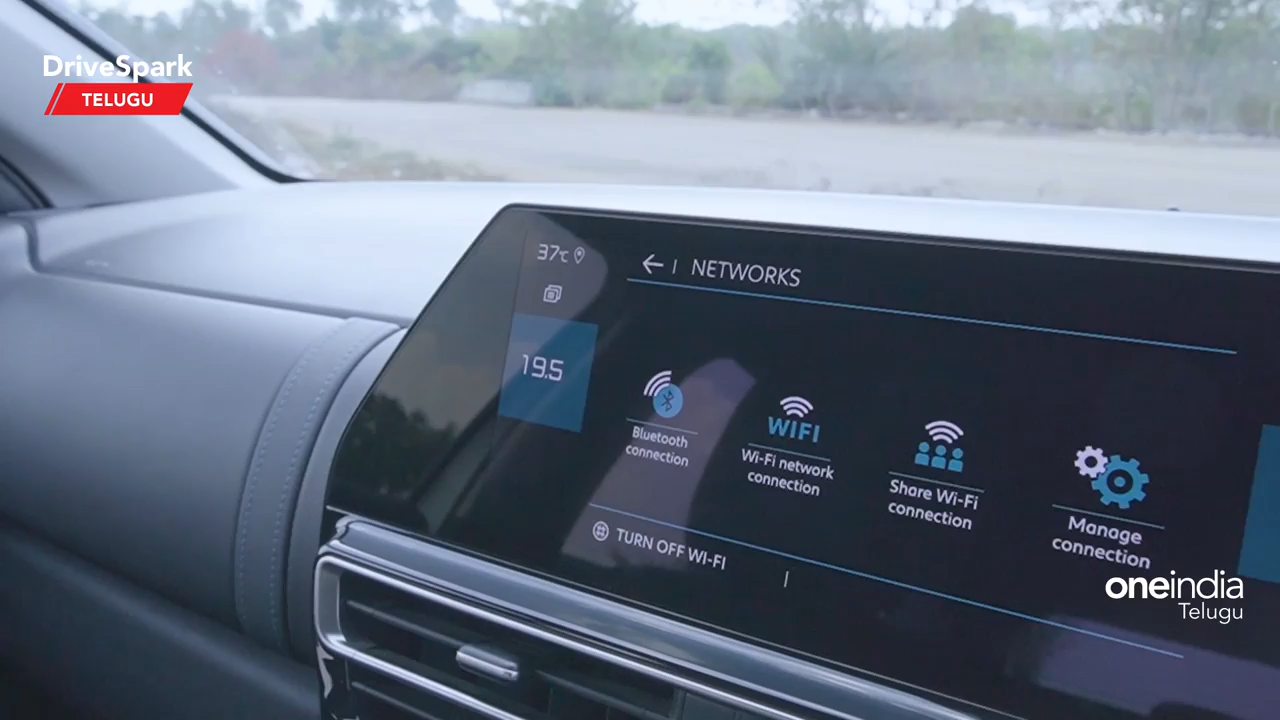 DriveSpark
TELUGU
37°C
NETWORKS
19.5
Bluetooth
connection
WIFI
Wi-Fi network
connection
Share Wi-Fi
connection
Manage
connection
TURN OFF WI-FI
oneindia
Telugu